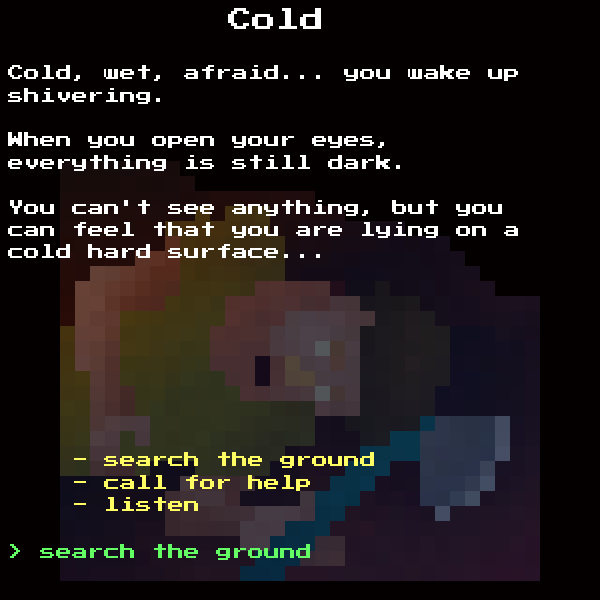 Cold
Cold, wet, afraid... you wake up
shivering.
When you open your eyes,
everything is still dark.
You can't see anything, but you
can feel that you are lying on a
cold hard surface...
- search the ground
- call for help
- listen
> search the ground